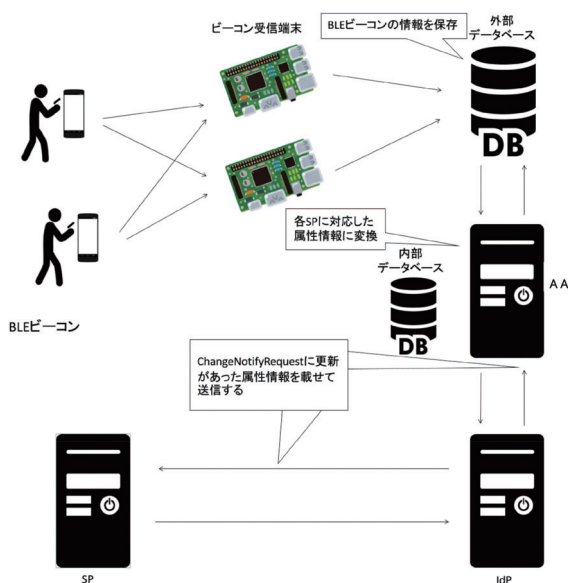 ビーコン受信端末
BLEビーコンの情報を保存
外部
データベース
DB
各SPに対応した
属性情報に変換
内部
データベース
DB
AA
BLEビーコン
ChangeNotifyRequestに更新
があった属性情報を載せて
送信する
SP
IdP